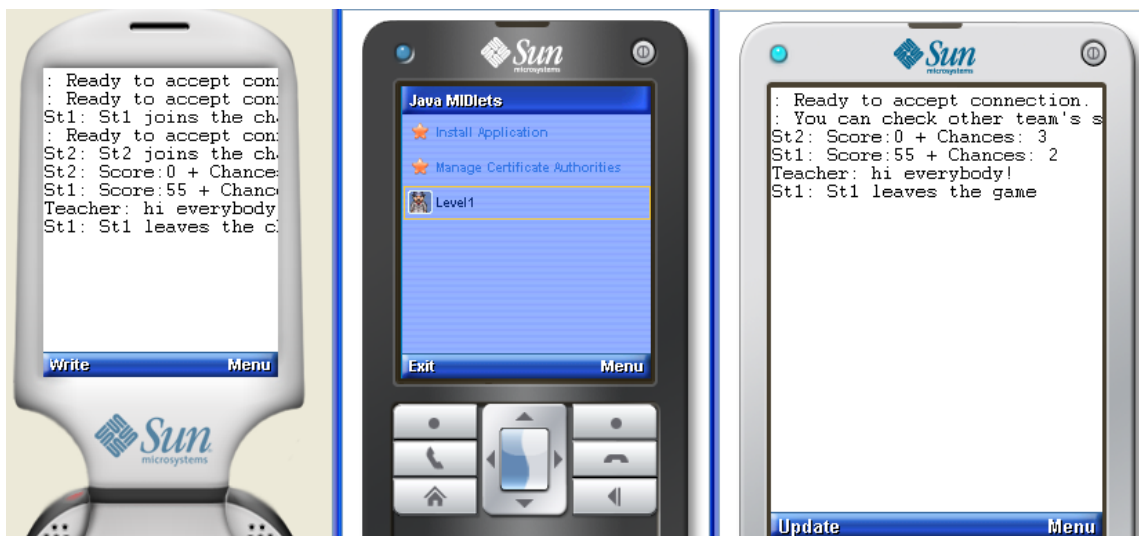 : Ready to accept con
: Ready to accept con
St1: St1 joins the ch
: Ready to accept con
St2: St2 joins the ch
St2: Score:0 + Chance
St1: Score:55 + Chanc
Teacher: hi everybody
St1: St1 leaves the c
Write Menu
Sun
microsystems
Sun
microsystems
Java MIDlets
Install Application
Manage Certificate Authorities
Level1
Exit Menu
Sun
microsystems
: Ready to accept connection.
: You can check other team's s
St2: Score:0 + Chances: 3
St1: Score:55 + Chances: 2
Teacher: hi everybody!
St1: St1 leaves the game
Update Menu